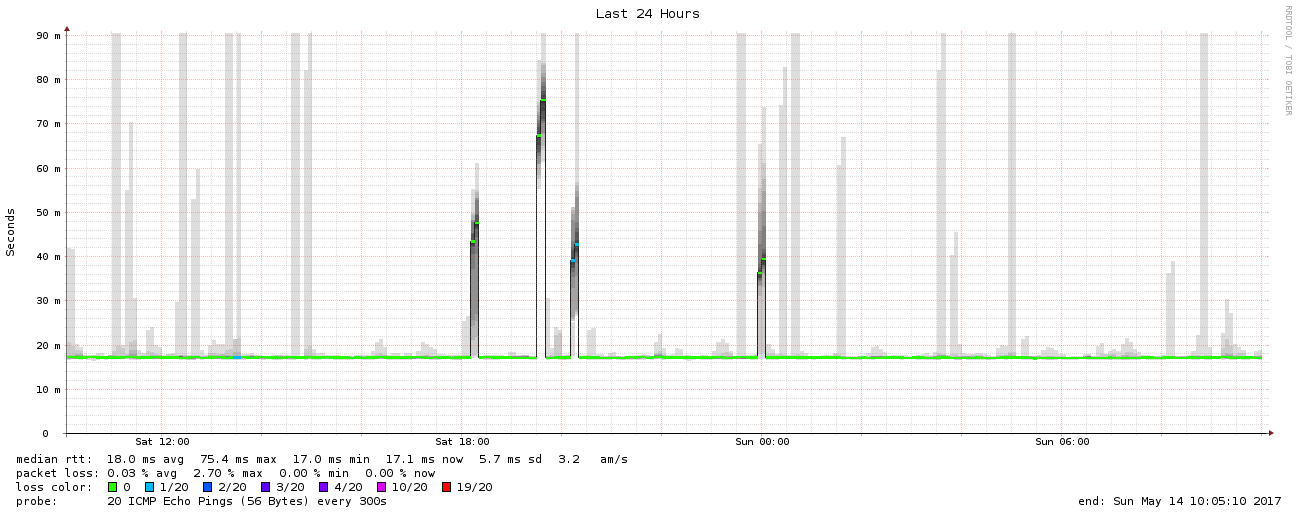 Last 24 Hours
RRDTOOL / TOBI OETIKER
Seconds
90 m
80 m
70 m
60 m
50 m
40 m
30 m
20 m
10 m
0
Sat 12:00 Sat 18:00 Sun 00:00 Sun 06:00
median rtt: 18.0 ms avg 75.4 ms max 17.0 ms min 17.1 ms now 5.7 ms sd 3.2 am/s
packet loss: 0.03 % avg 2.70 % max 0.00 % min 0.00 % now
loss color: 0 1/20 2/20 3/20 4/20 10/20 19/20
probe: 20 ICMP Echo Pings (56 Bytes) every 300s end: Sun May 14 10:05:10 2017